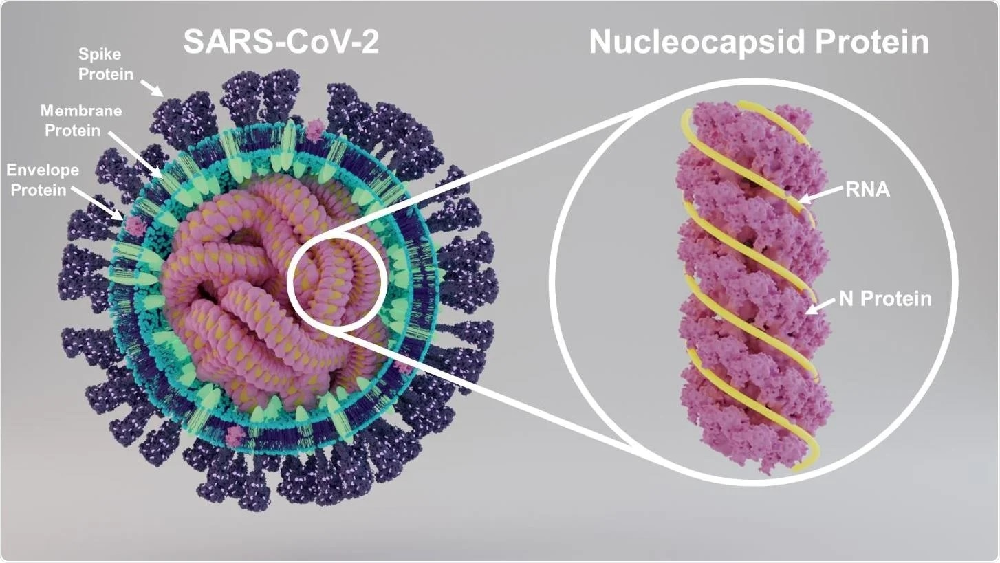 SARS-CoV-2
Nucleocapsid Protein
Spike
Protein
Membrane
Protein
Envelope
Protein
RNA
N Protein